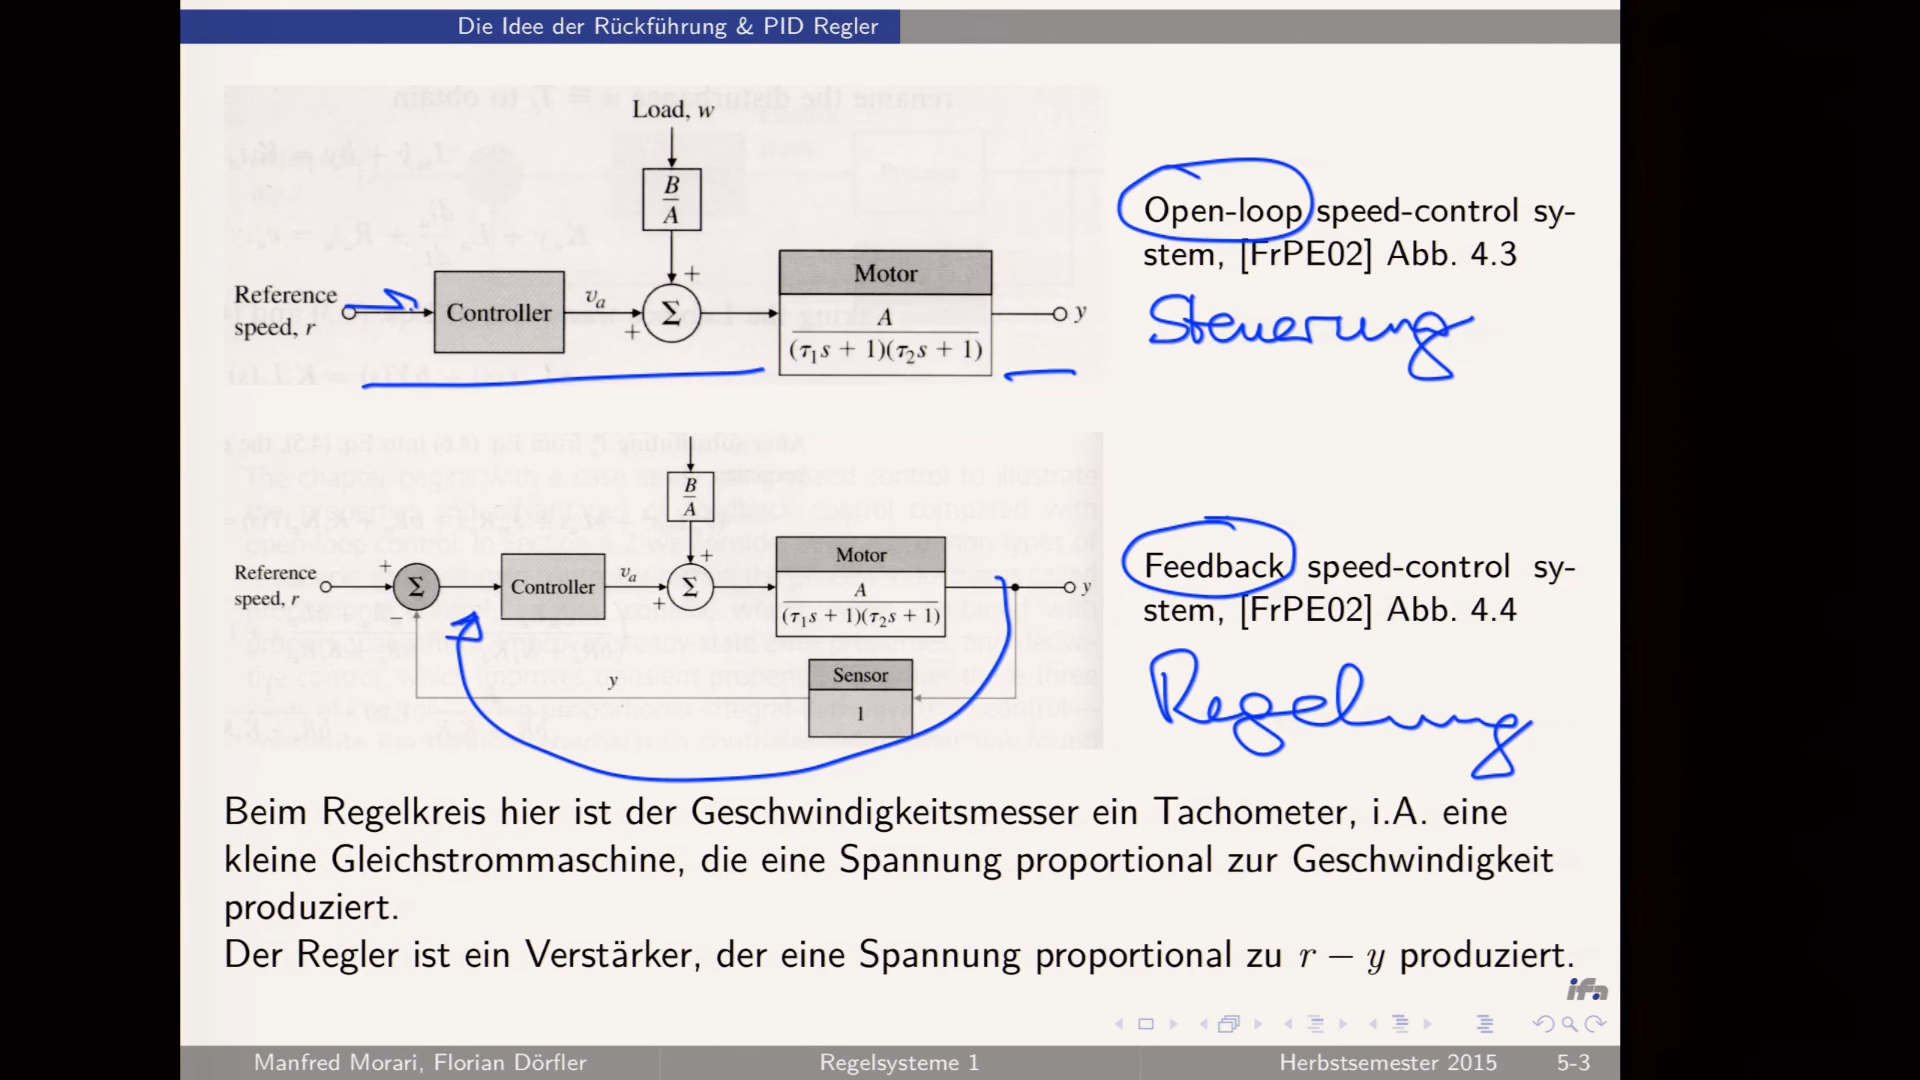 Die Idee der Rückführung & PID Regler
Load, w
B
A
+
Reference
speed, r
Controller
v_a
+
Σ
Motor
A
(τ₁s + 1)(τ₂s + 1)
y
Open-loop speed-control sy-
stem, [FrPE02] Abb. 4.3
Steuerung
B
A
+
Reference
speed, r
+
Σ
−
Controller
v_a
+
Σ
Motor
A
(τ₁s + 1)(τ₂s + 1)
y
Sensor
1
y
Feedback speed-control sy-
stem, [FrPE02] Abb. 4.4
Regelung
Beim Regelkreis hier ist der Geschwindigkeitsmesser ein Tachometer, i.A. eine
kleine Gleichstrommaschine, die eine Spannung proportional zur Geschwindigkeit
produziert.
Der Regler ist ein Verstärker, der eine Spannung proportional zu r − y produziert.
ifa
Manfred Morari, Florian Dörfler
Regelsysteme 1
Herbstsemester 2015
5-3